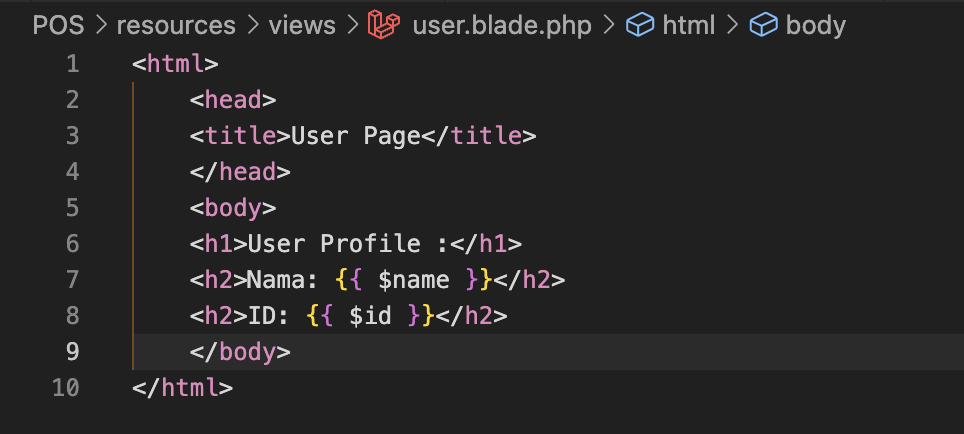 POS > resources > views > user.blade.php > html > body
1 <html>
2 <head>
3 <title>User Page</title>
4 </head>
5 <body>
6 <h1>User Profile :</h1>
7 <h2>Nama: {{ $name }}</h2>
8 <h2>ID: {{ $id }}</h2>
9 </body>
10 </html>